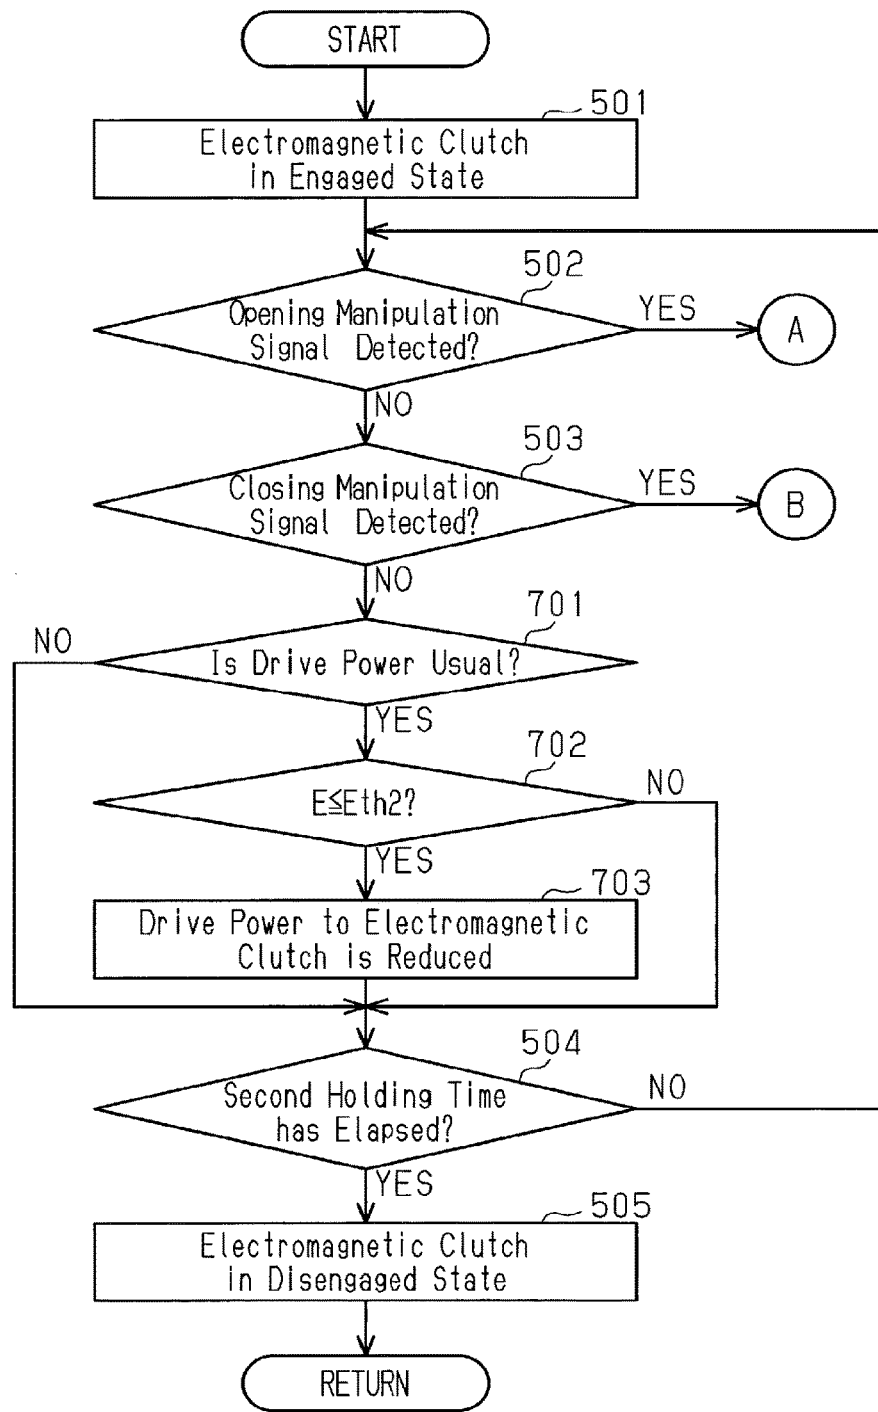 START
501
Electromagnetic Clutch
in Engaged State
502
Opening Manipulation
Signal Detected?
YES
A
NO
503
Closing Manipulation
Signal Detected?
YES
B
NO
701
NO
Is Drive Power Usual?
YES
702
E≦Eth2?
NO
YES
703
Drive Power to Electromagnetic
Clutch is Reduced
504
Second Holding Time
has Elapsed?
NO
YES
505
Electromagnetic Clutch
in Disengaged State
RETURN